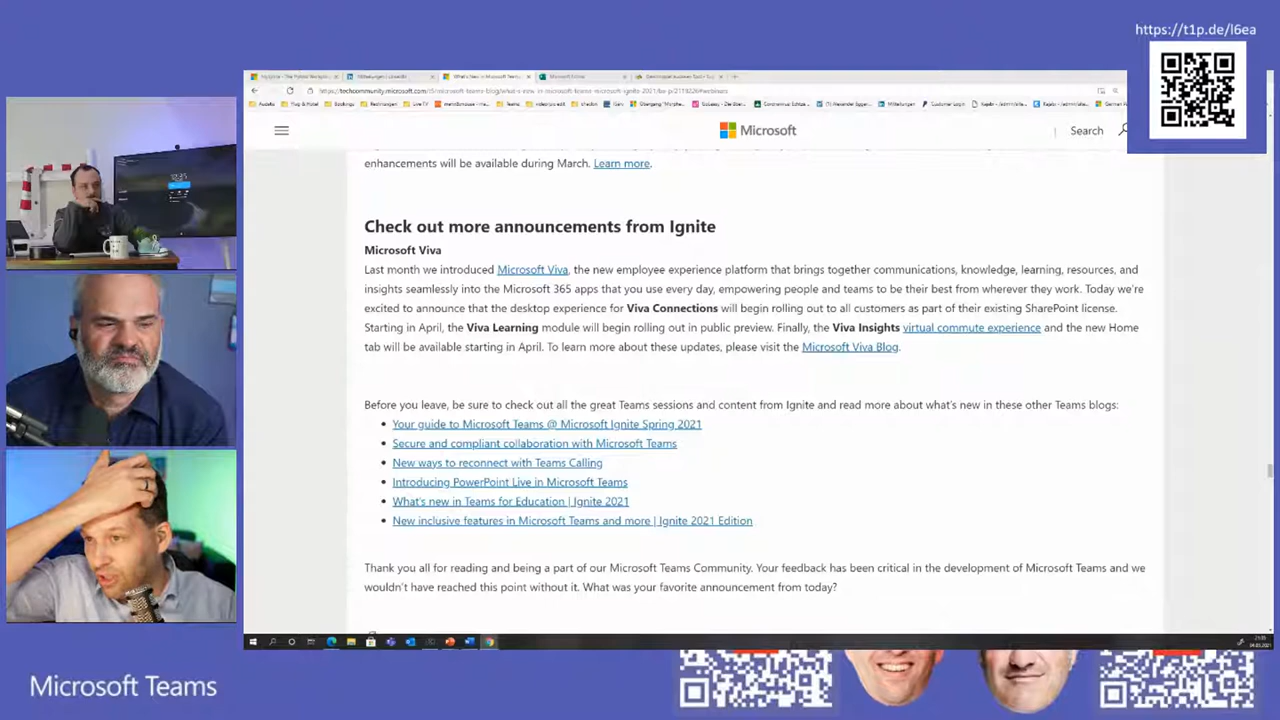 https://t1p.de/l6ea
What's New in Microsoft Teams
Microsoft
Search
enhancements will be available during March. Learn more.
Check out more announcements from Ignite
Microsoft Viva
Last month we introduced Microsoft Viva, the new employee experience platform that brings together communications, knowledge, learning, resources, and
insights seamlessly into the Microsoft 365 apps that you use every day, empowering people and teams to be their best from wherever they work. Today we're
excited to announce that the desktop experience for Viva Connections will begin rolling out to all customers as part of their existing SharePoint license.
Starting in April, the Viva Learning module will begin rolling out in public preview. Finally, the Viva Insights virtual commute experience and the new Home
tab will be available starting in April. To learn more about these updates, please visit the Microsoft Viva Blog.
Before you leave, be sure to check out all the great Teams sessions and content from Ignite and read more about what's new in these other Teams blogs:
• Your guide to Microsoft Teams @ Microsoft Ignite Spring 2021
• Secure and compliant collaboration with Microsoft Teams
• New ways to reconnect with Teams Calling
• Introducing PowerPoint Live in Microsoft Teams
• What's new in Teams for Education | Ignite 2021
• New inclusive features in Microsoft Teams and more | Ignite 2021 Edition
Thank you all for reading and being a part of our Microsoft Teams Community. Your feedback has been critical in the development of Microsoft Teams and we
wouldn't have reached this point without it. What was your favorite announcement from today?
Microsoft Teams